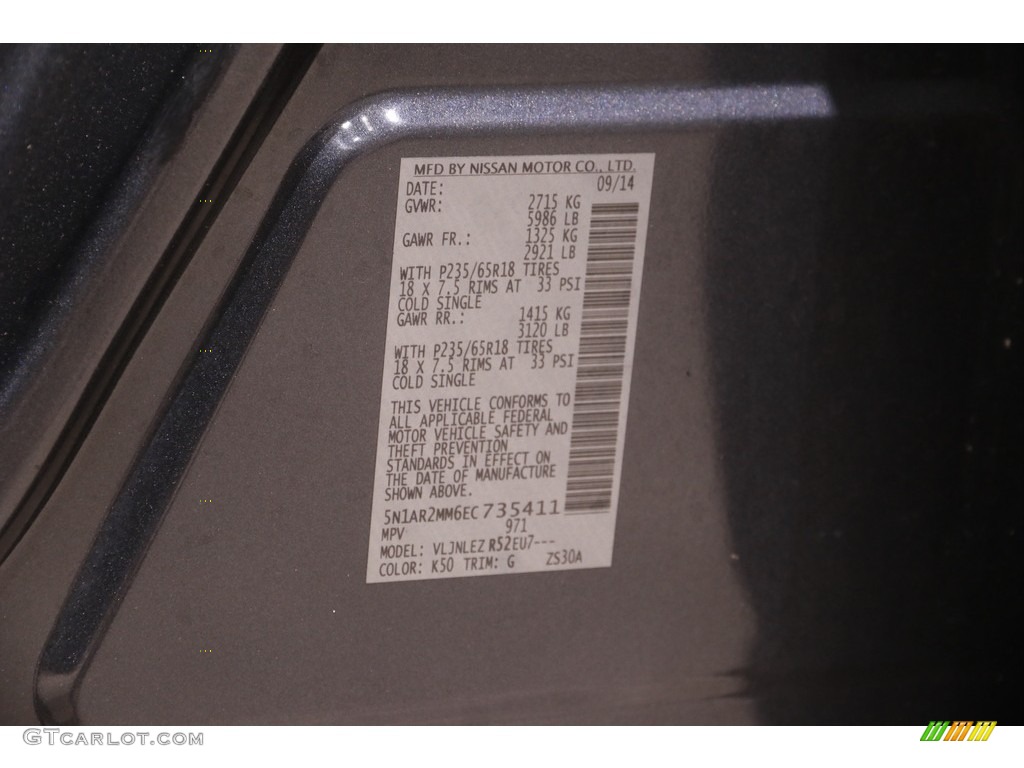 MFD BY NISSAN MOTOR CO., LTD.
DATE: 09/14
GVWR: 2715 KG
5986 LB
GAWR FR.: 1325 KG
2921 LB
WITH P235/65R18 TIRES
18 X 7.5 RIMS AT 33 PSI
COLD SINGLE
GAWR RR.: 1415 KG
3120 LB
WITH P235/65R18 TIRES
18 X 7.5 RIMS AT 33 PSI
COLD SINGLE
THIS VEHICLE CONFORMS TO
ALL APPLICABLE FEDERAL
MOTOR VEHICLE SAFETY AND
THEFT PREVENTION
STANDARDS IN EFFECT ON
THE DATE OF MANUFACTURE
SHOWN ABOVE.
5N1AR2MM6EC735411
MPV 971
MODEL: VLJNLEZ R52EU7---
COLOR: K50 TRIM: G ZS30A
GTCarLot.com